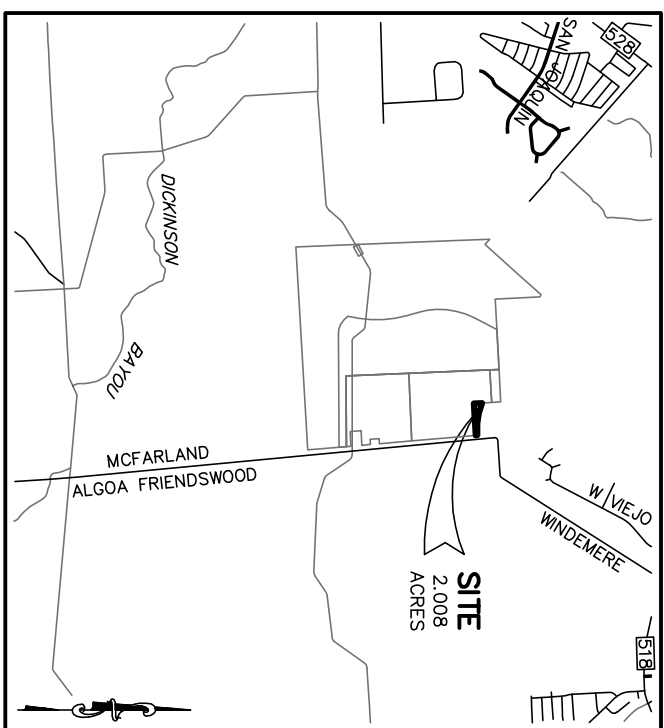 528
SAN JOAQUIN
DICKINSON
BAYOU
MCFARLAND
ALGOA FRIENDSWOOD
W VIEJO
WINDEMERE
SITE
2.008
ACRES
518